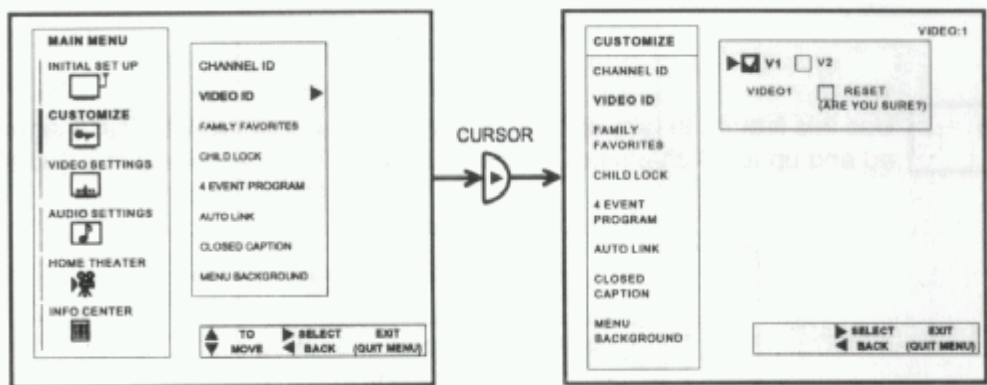 MAIN MENU
INITIAL SET UP
CUSTOMIZE
VIDEO SETTINGS
AUDIO SETTINGS
HOME THEATER
INFO CENTER
CHANNEL ID
VIDEO ID
FAMILY FAVORITES
CHILD LOCK
4 EVENT PROGRAM
AUTO LINK
CLOSED CAPTION
MENU BACKGROUND
TO SELECT EXIT
MOVE BACK (QUIT MENU)
CURSOR
VIDEO:1
CUSTOMIZE
CHANNEL ID
VIDEO ID
FAMILY
FAVORITES
CHILD LOCK
4 EVENT
PROGRAM
AUTO LINK
CLOSED
CAPTION
MENU
BACKGROUND
V1 V2
VIDEO1 RESET
(ARE YOU SURE?)
SELECT EXIT
BACK (QUIT MENU)